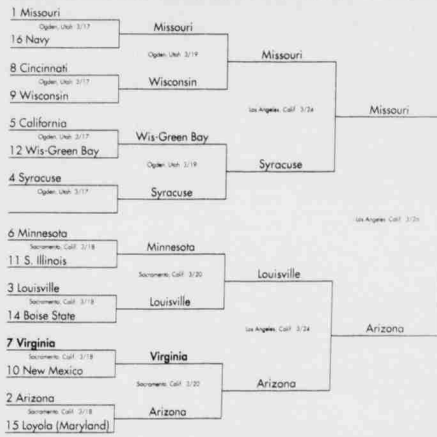 1 Missouri
Ogden, Utah 3/17
16 Navy
Missouri
Ogden, Utah 3/19
8 Cincinnati
Ogden, Utah 3/17
9 Wisconsin
Wisconsin
Missouri
Los Angeles, Calif. 3/24
5 California
Ogden, Utah 3/17
12 Wis-Green Bay
Wis-Green Bay
Ogden, Utah 3/19
4 Syracuse
Ogden, Utah 3/17
Syracuse
Syracuse
Missouri
Los Angeles, Calif. 3/26
6 Minnesota
Sacramento, Calif. 3/18
11 S. Illinois
Minnesota
Sacramento, Calif. 3/20
3 Louisville
Sacramento, Calif. 3/18
14 Boise State
Louisville
Louisville
Los Angeles, Calif. 3/24
7 Virginia
Sacramento, Calif. 3/18
10 New Mexico
Virginia
Sacramento, Calif. 3/20
2 Arizona
Sacramento, Calif. 3/18
15 Loyola (Maryland)
Arizona
Arizona
Arizona